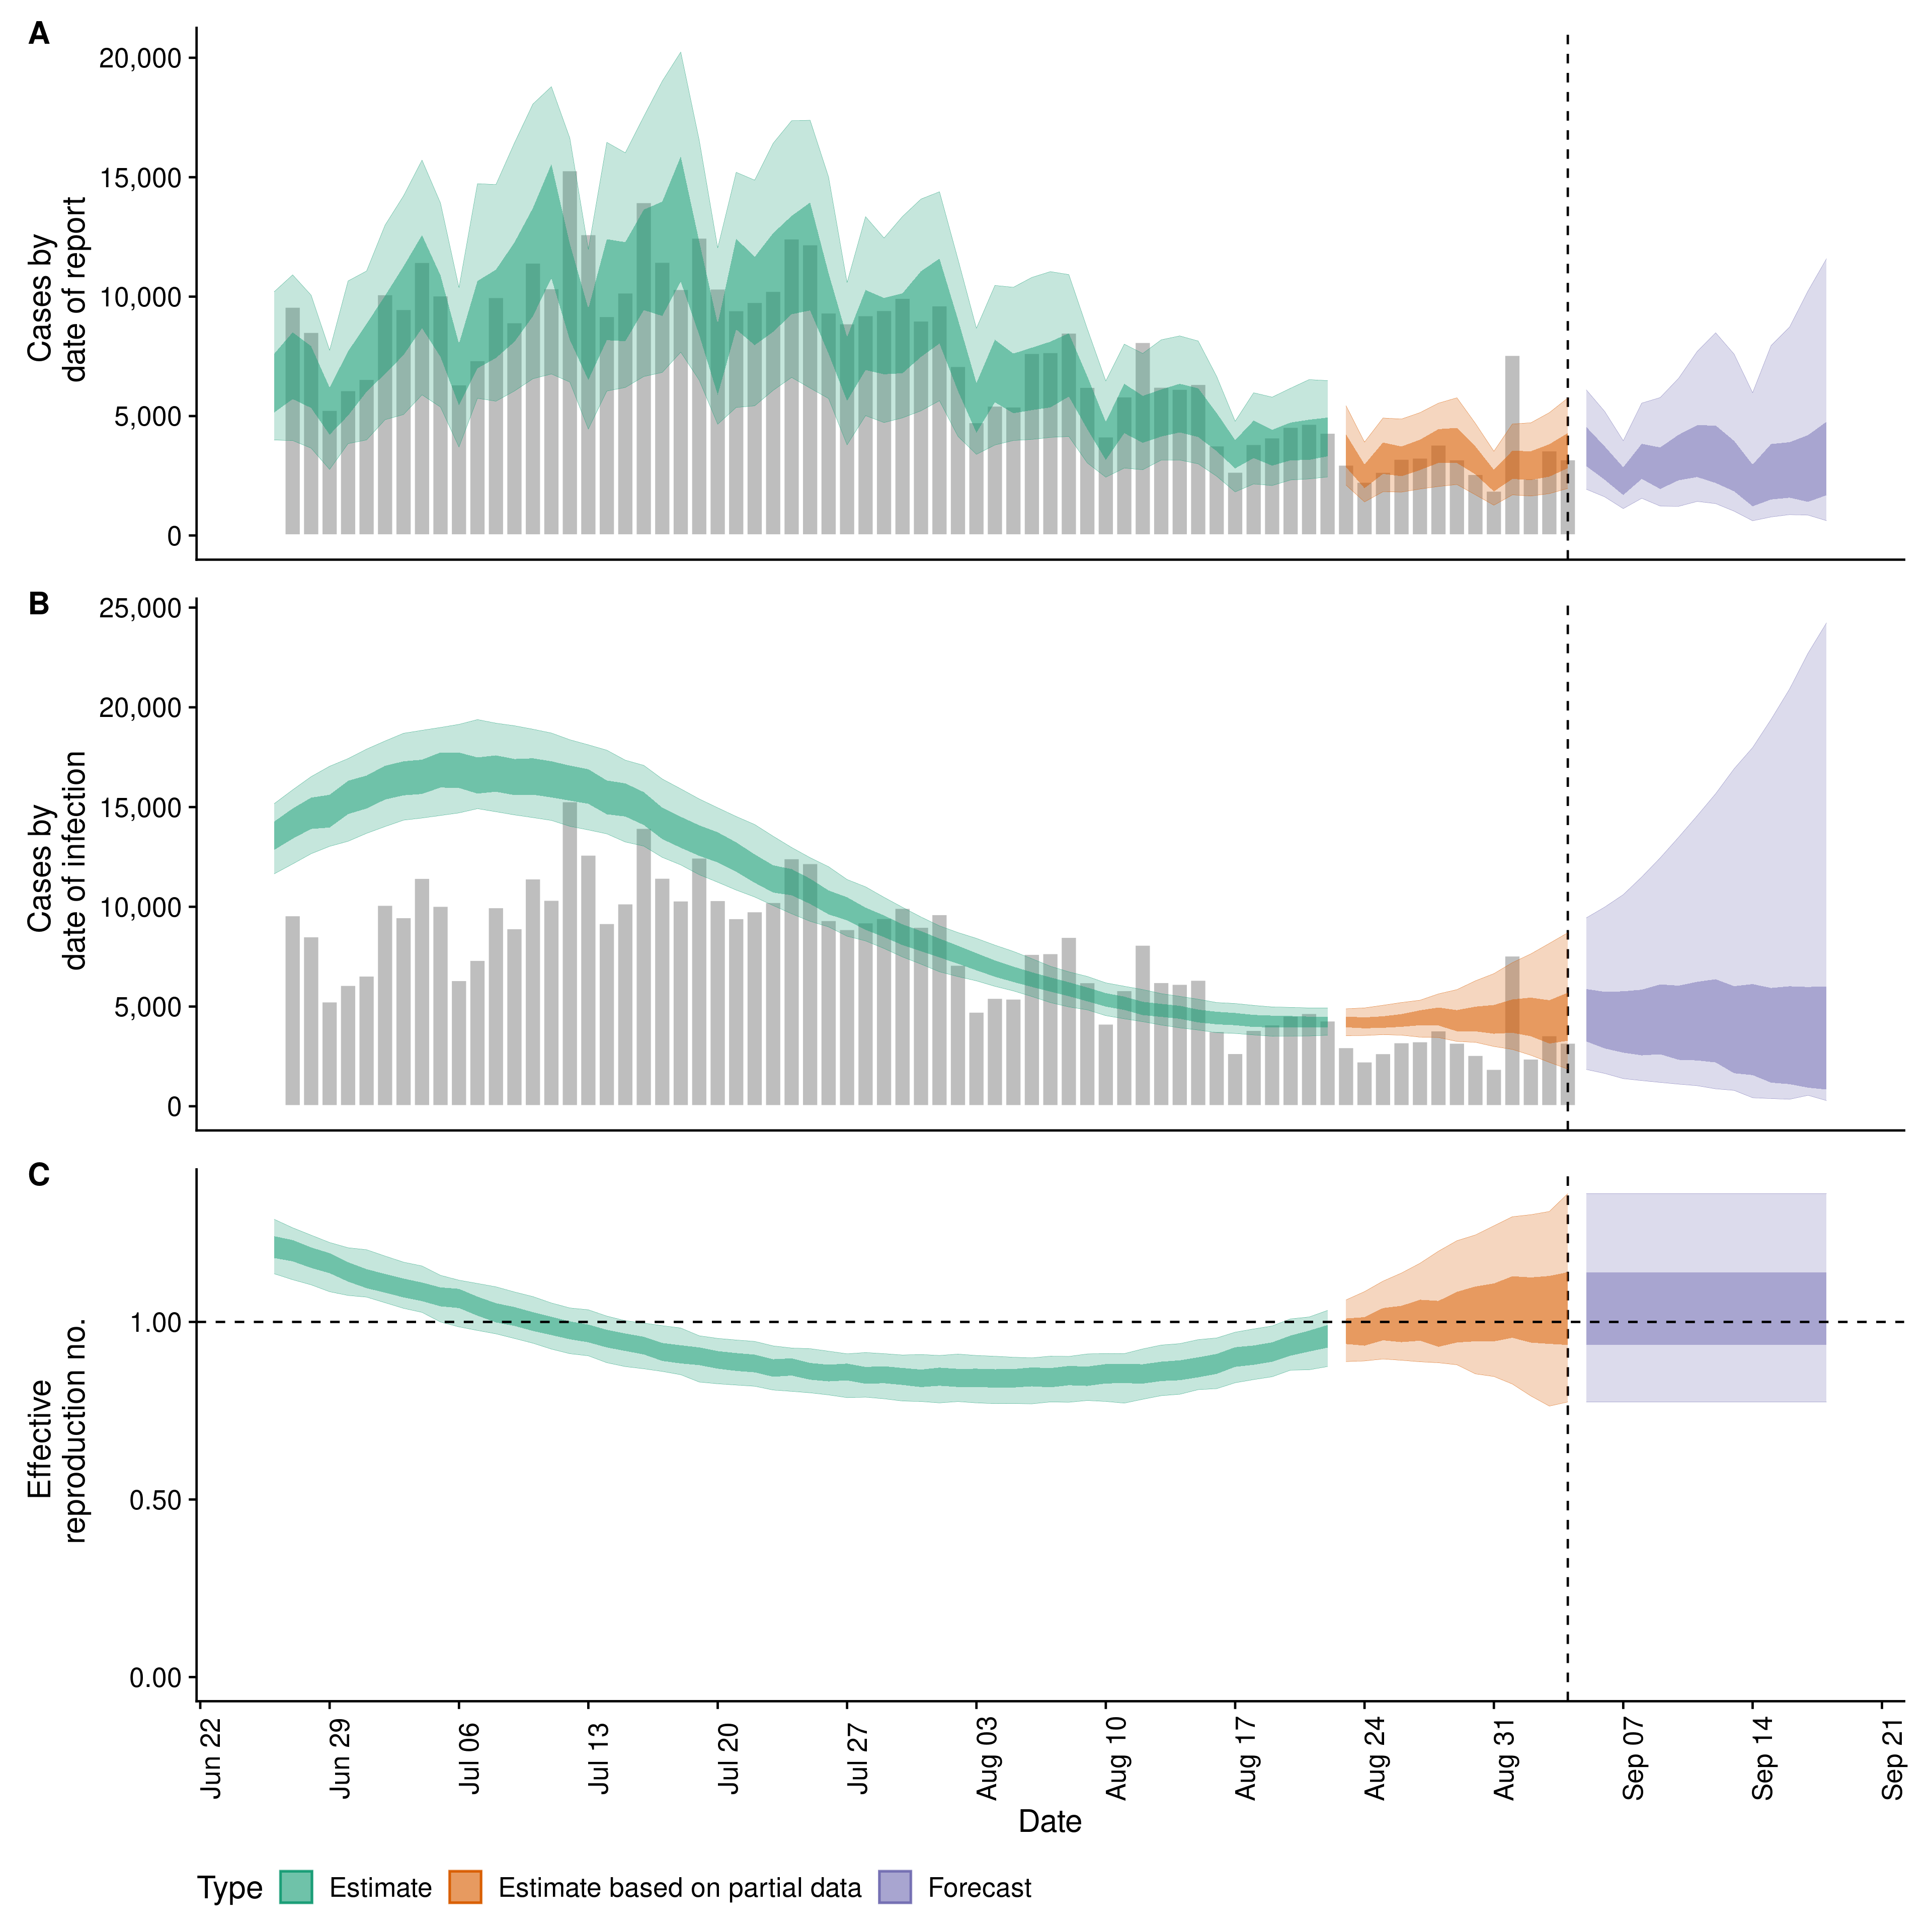 A
20,000
15,000
10,000
5,000
0
Cases by
date of report
B
25,000
20,000
15,000
10,000
5,000
0
Cases by
date of infection
C
1.00
0.50
0.00
Effective
reproduction no.
Jun 22
Jun 29
Jul 06
Jul 13
Jul 20
Jul 27
Aug 03
Aug 10
Aug 17
Aug 24
Aug 31
Sep 07
Sep 14
Sep 21
Date
Type Estimate Estimate based on partial data Forecast